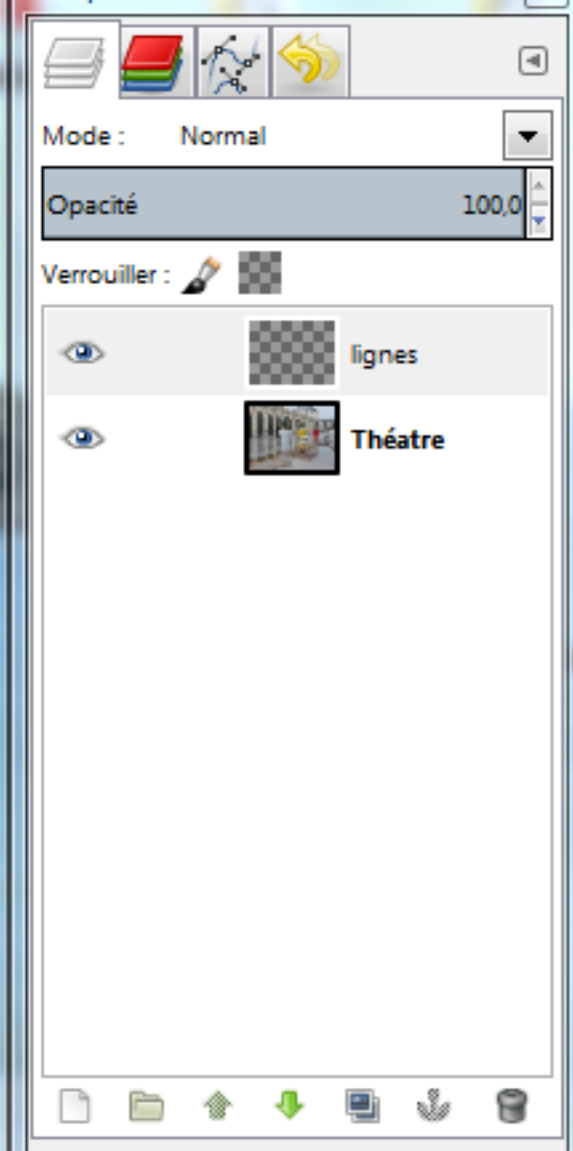 Mode : Normal
Opacité 100,0
Verrouiller :
lignes
Théatre